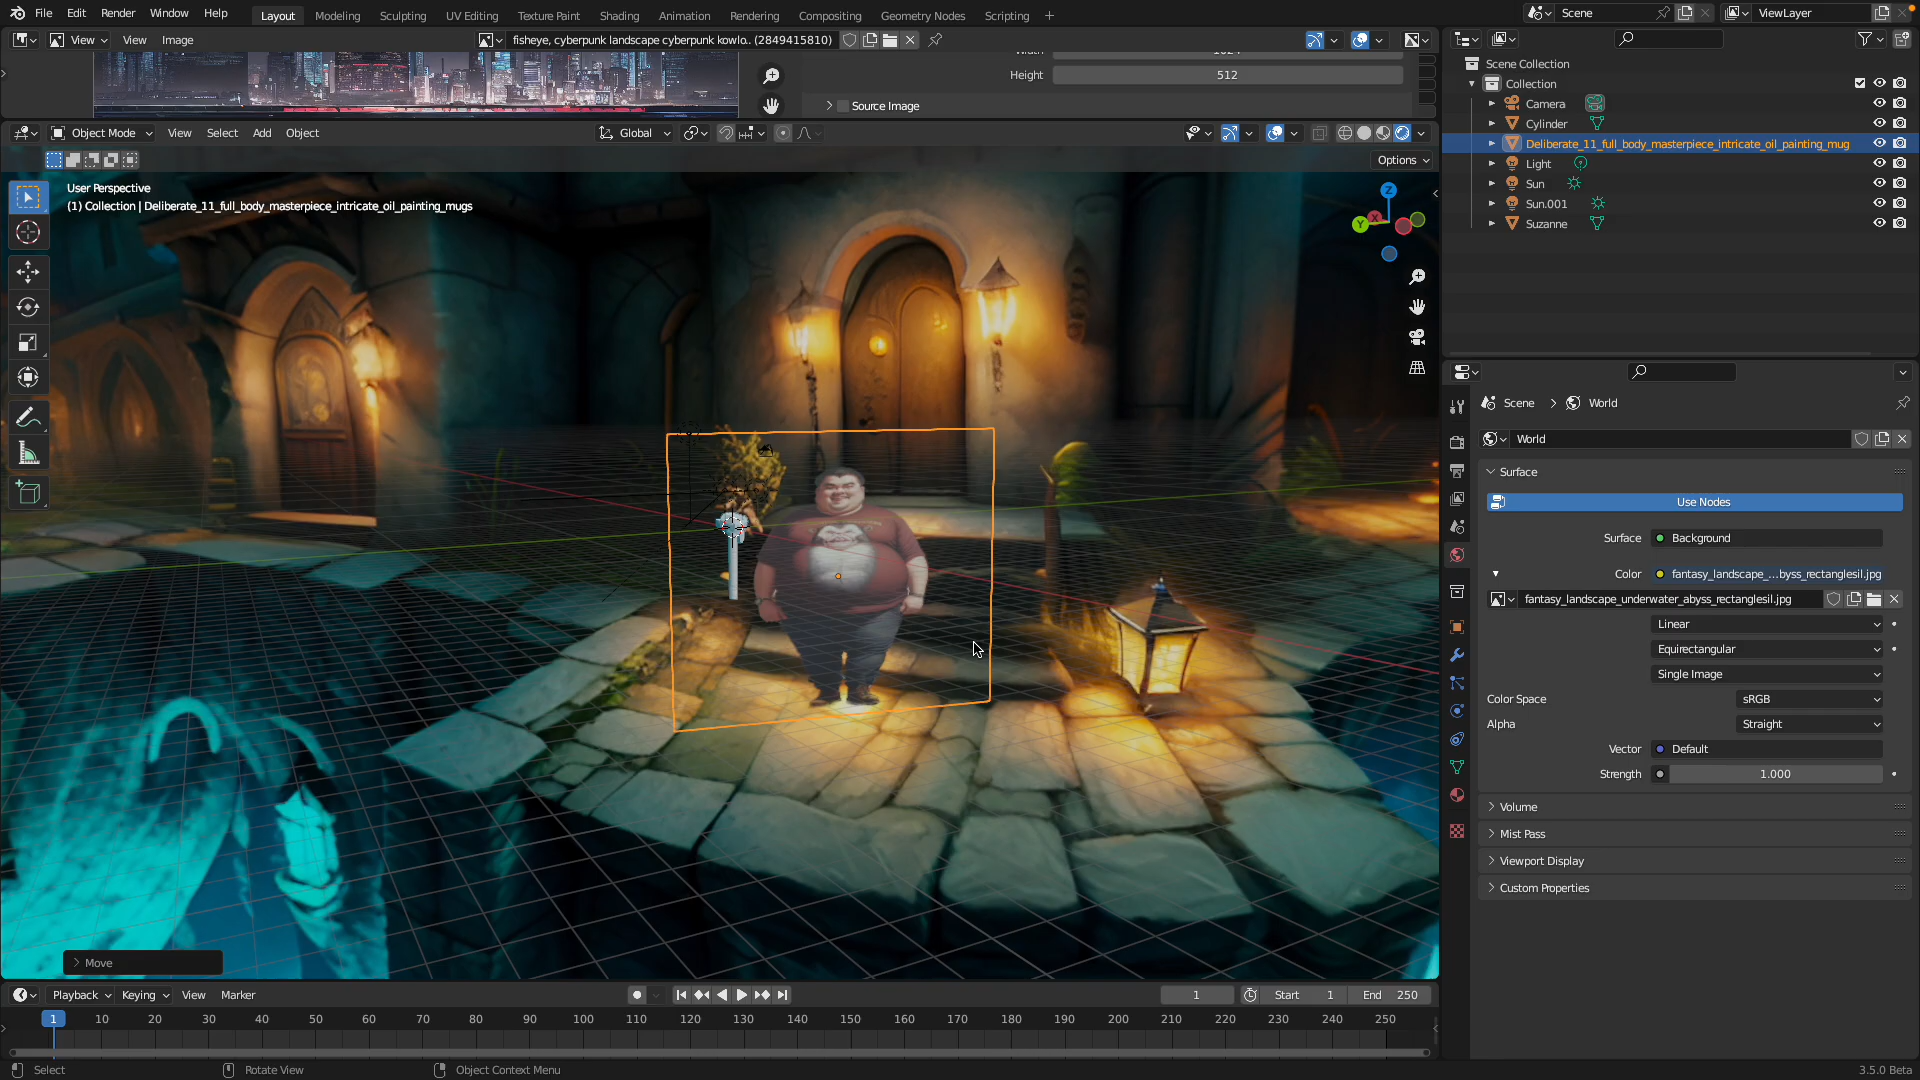 File Edit Render Window Help Layout Modeling Sculpting UV Editing Texture Paint Shading Animation Rendering Compositing Geometry Nodes Scripting + Scene ViewLayer
View View Image fisheye, cyberpunk landscape cyberpunk kowlo.. (2849415810)
Height 512
Source Image
Object Mode View Select Add Object Global
Options
User Perspective
(1) Collection | Deliberate_11_full_body_masterpiece_intricate_oil_painting_mugs
Z
Y
X
Move
Scene Collection
Collection
Camera
Cylinder
Deliberate_11_full_body_masterpiece_intricate_oil_painting_mug
Light
Sun
Sun.001
Suzanne
Scene > World
World
Surface
Use Nodes
Surface Background
Color fantasy_landscape_...byss_rectanglesil.jpg
fantasy_landscape_underwater_abyss_rectanglesil.jpg
Linear
Equirectangular
Single Image
Color Space sRGB
Alpha Straight
Vector Default
Strength 1.000
Volume
Mist Pass
Viewport Display
Custom Properties
Playback Keying View Marker 1 Start 1 End 250
1 10 20 30 40 50 60 70 80 90 100 110 120 130 140 150 160 170 180 190 200 210 220 230 240 250
Select Rotate View Object Context Menu 3.5.0 Beta